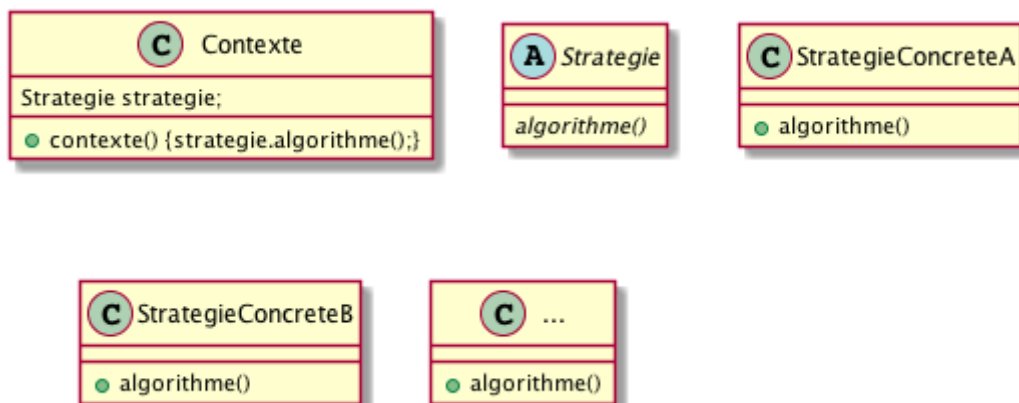 C Contexte
Strategie strategie;
contexte() {strategie.algorithme();}
A Strategie
algorithme()
C StrategieConcreteA
algorithme()
C StrategieConcreteB
algorithme()
C ...
algorithme()